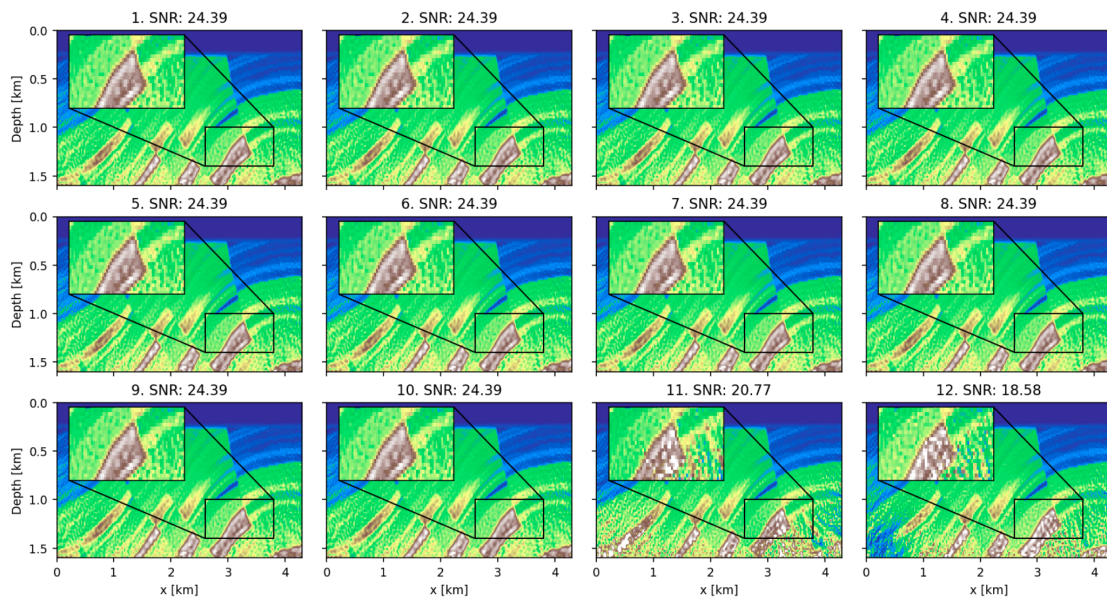 1. SNR: 24.39
2. SNR: 24.39
3. SNR: 24.39
4. SNR: 24.39
0.0
0.5
1.0
1.5
Depth [km]
5. SNR: 24.39
6. SNR: 24.39
7. SNR: 24.39
8. SNR: 24.39
0.0
0.5
1.0
1.5
Depth [km]
9. SNR: 24.39
10. SNR: 24.39
11. SNR: 20.77
12. SNR: 18.58
0.0
0.5
1.0
1.5
Depth [km]
0 1 2 3 4
0 1 2 3 4
0 1 2 3 4
0 1 2 3 4
x [km]
x [km]
x [km]
x [km]